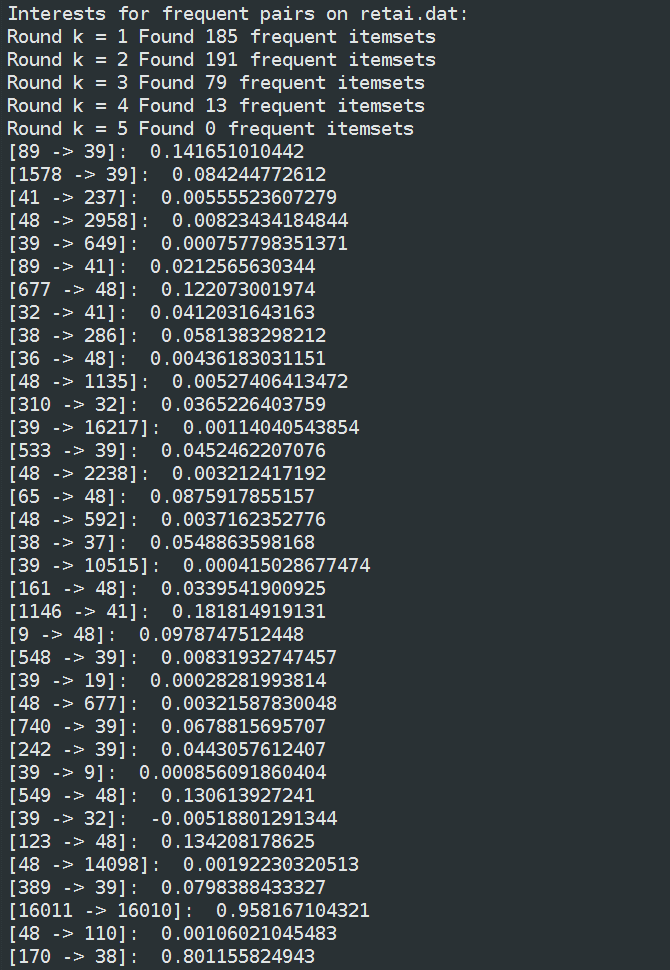 Interests for frequent pairs on retai.dat:
Round k = 1 Found 185 frequent itemsets
Round k = 2 Found 191 frequent itemsets
Round k = 3 Found 79 frequent itemsets
Round k = 4 Found 13 frequent itemsets
Round k = 5 Found 0 frequent itemsets
[89 -> 39]:  0.141651010442
[1578 -> 39]:  0.084244772612
[41 -> 237]:  0.00555523607279
[48 -> 2958]:  0.00823434184844
[39 -> 649]:  0.000757798351371
[89 -> 41]:  0.0212565630344
[677 -> 48]:  0.122073001974
[32 -> 41]:  0.0412031643163
[38 -> 286]:  0.0581383298212
[36 -> 48]:  0.00436183031151
[48 -> 1135]:  0.00527406413472
[310 -> 32]:  0.0365226403759
[39 -> 16217]:  0.00114040543854
[533 -> 39]:  0.0452462207076
[48 -> 2238]:  0.003212417192
[65 -> 48]:  0.0875917855157
[48 -> 592]:  0.0037162352776
[38 -> 37]:  0.0548863598168
[39 -> 10515]:  0.000415028677474
[161 -> 48]:  0.0339541900925
[1146 -> 41]:  0.181814919131
[9 -> 48]:  0.0978747512448
[548 -> 39]:  0.00831932747457
[39 -> 19]:  0.00028281993814
[48 -> 677]:  0.00321587830048
[740 -> 39]:  0.0678815695707
[242 -> 39]:  0.0443057612407
[39 -> 9]:  0.000856091860404
[549 -> 48]:  0.130613927241
[39 -> 32]:  -0.00518801291344
[123 -> 48]:  0.134208178625
[48 -> 14098]:  0.00192230320513
[389 -> 39]:  0.0798388433327
[16011 -> 16010]:  0.958167104321
[48 -> 110]:  0.00106021045483
[170 -> 38]:  0.801155824943